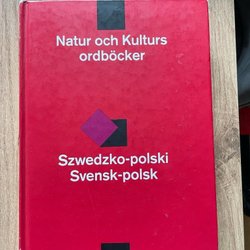 Natur och Kulturs
ordböcker
Szwedzko-polski
Svensk-polsk